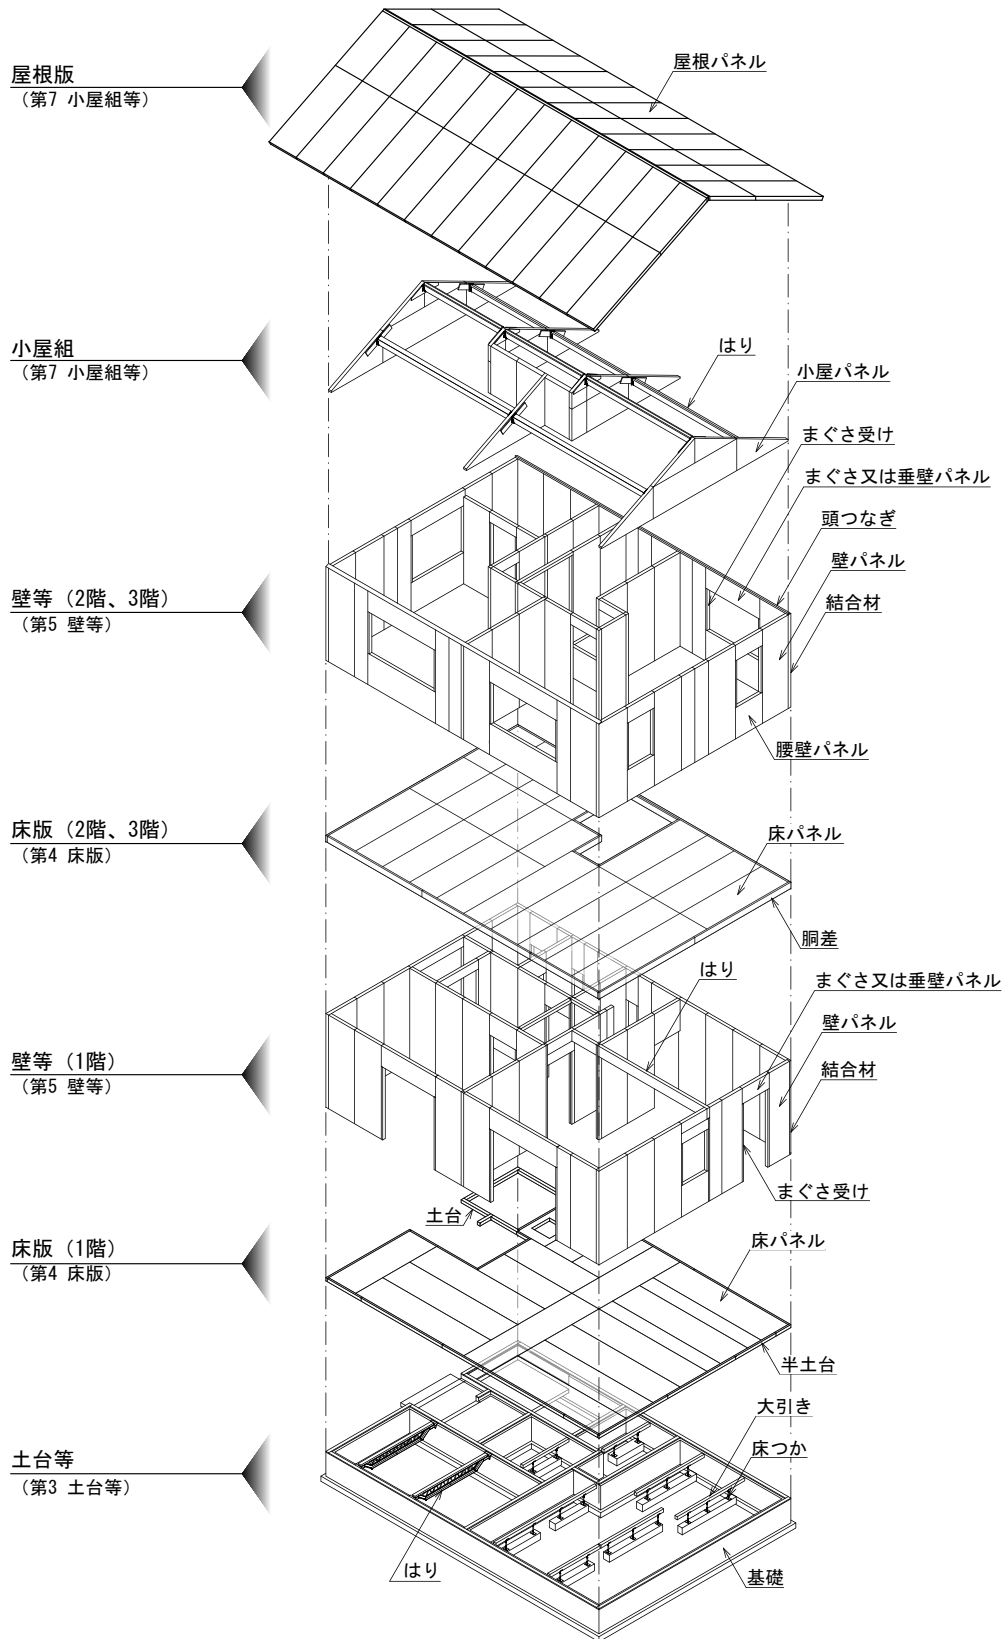 屋根版
（第7 小屋組等）
屋根パネル
小屋組
（第7 小屋組等）
はり
小屋パネル
まぐさ受け
まぐさ又は垂壁パネル
頭つなぎ
壁パネル
結合材
壁等（2階、3階）
（第5 壁等）
腰壁パネル
床版（2階、3階）
（第4 床版）
床パネル
胴差
はり
まぐさ又は垂壁パネル
壁パネル
結合材
壁等（1階）
（第5 壁等）
まぐさ受け
土台
床版（1階）
（第4 床版）
床パネル
半土台
大引き
床つか
土台等
（第3 土台等）
はり
基礎